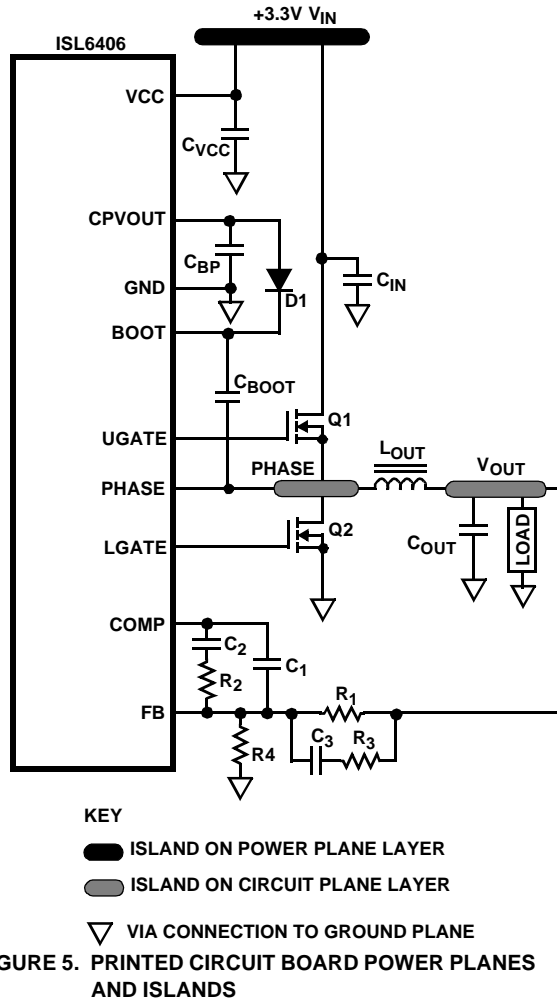 +3.3V VIN
ISL6406
VCC
CVCC
CPVOUT
CBP
GND
D1
CIN
BOOT
CBOOT
Q1
UGATE
LOUT
PHASE
PHASE
VOUT
Q2
LGATE
COUT
LOAD
COMP
C2
C1
R2
R1
FB
C3
R3
R4
KEY
ISLAND ON POWER PLANE LAYER
ISLAND ON CIRCUIT PLANE LAYER
VIA CONNECTION TO GROUND PLANE
GURE 5. PRINTED CIRCUIT BOARD POWER PLANES
AND ISLANDS